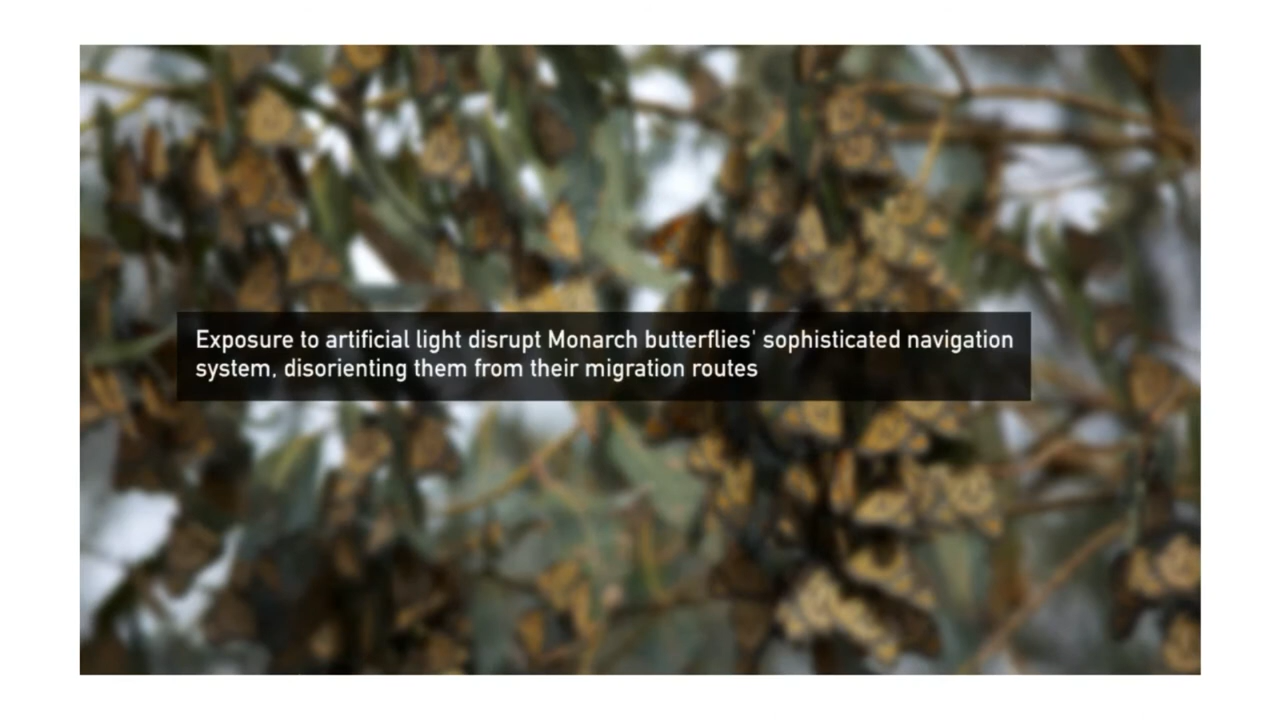 Exposure to artificial light disrupt Monarch butterflies' sophisticated navigation
system, disorienting them from their migration routes